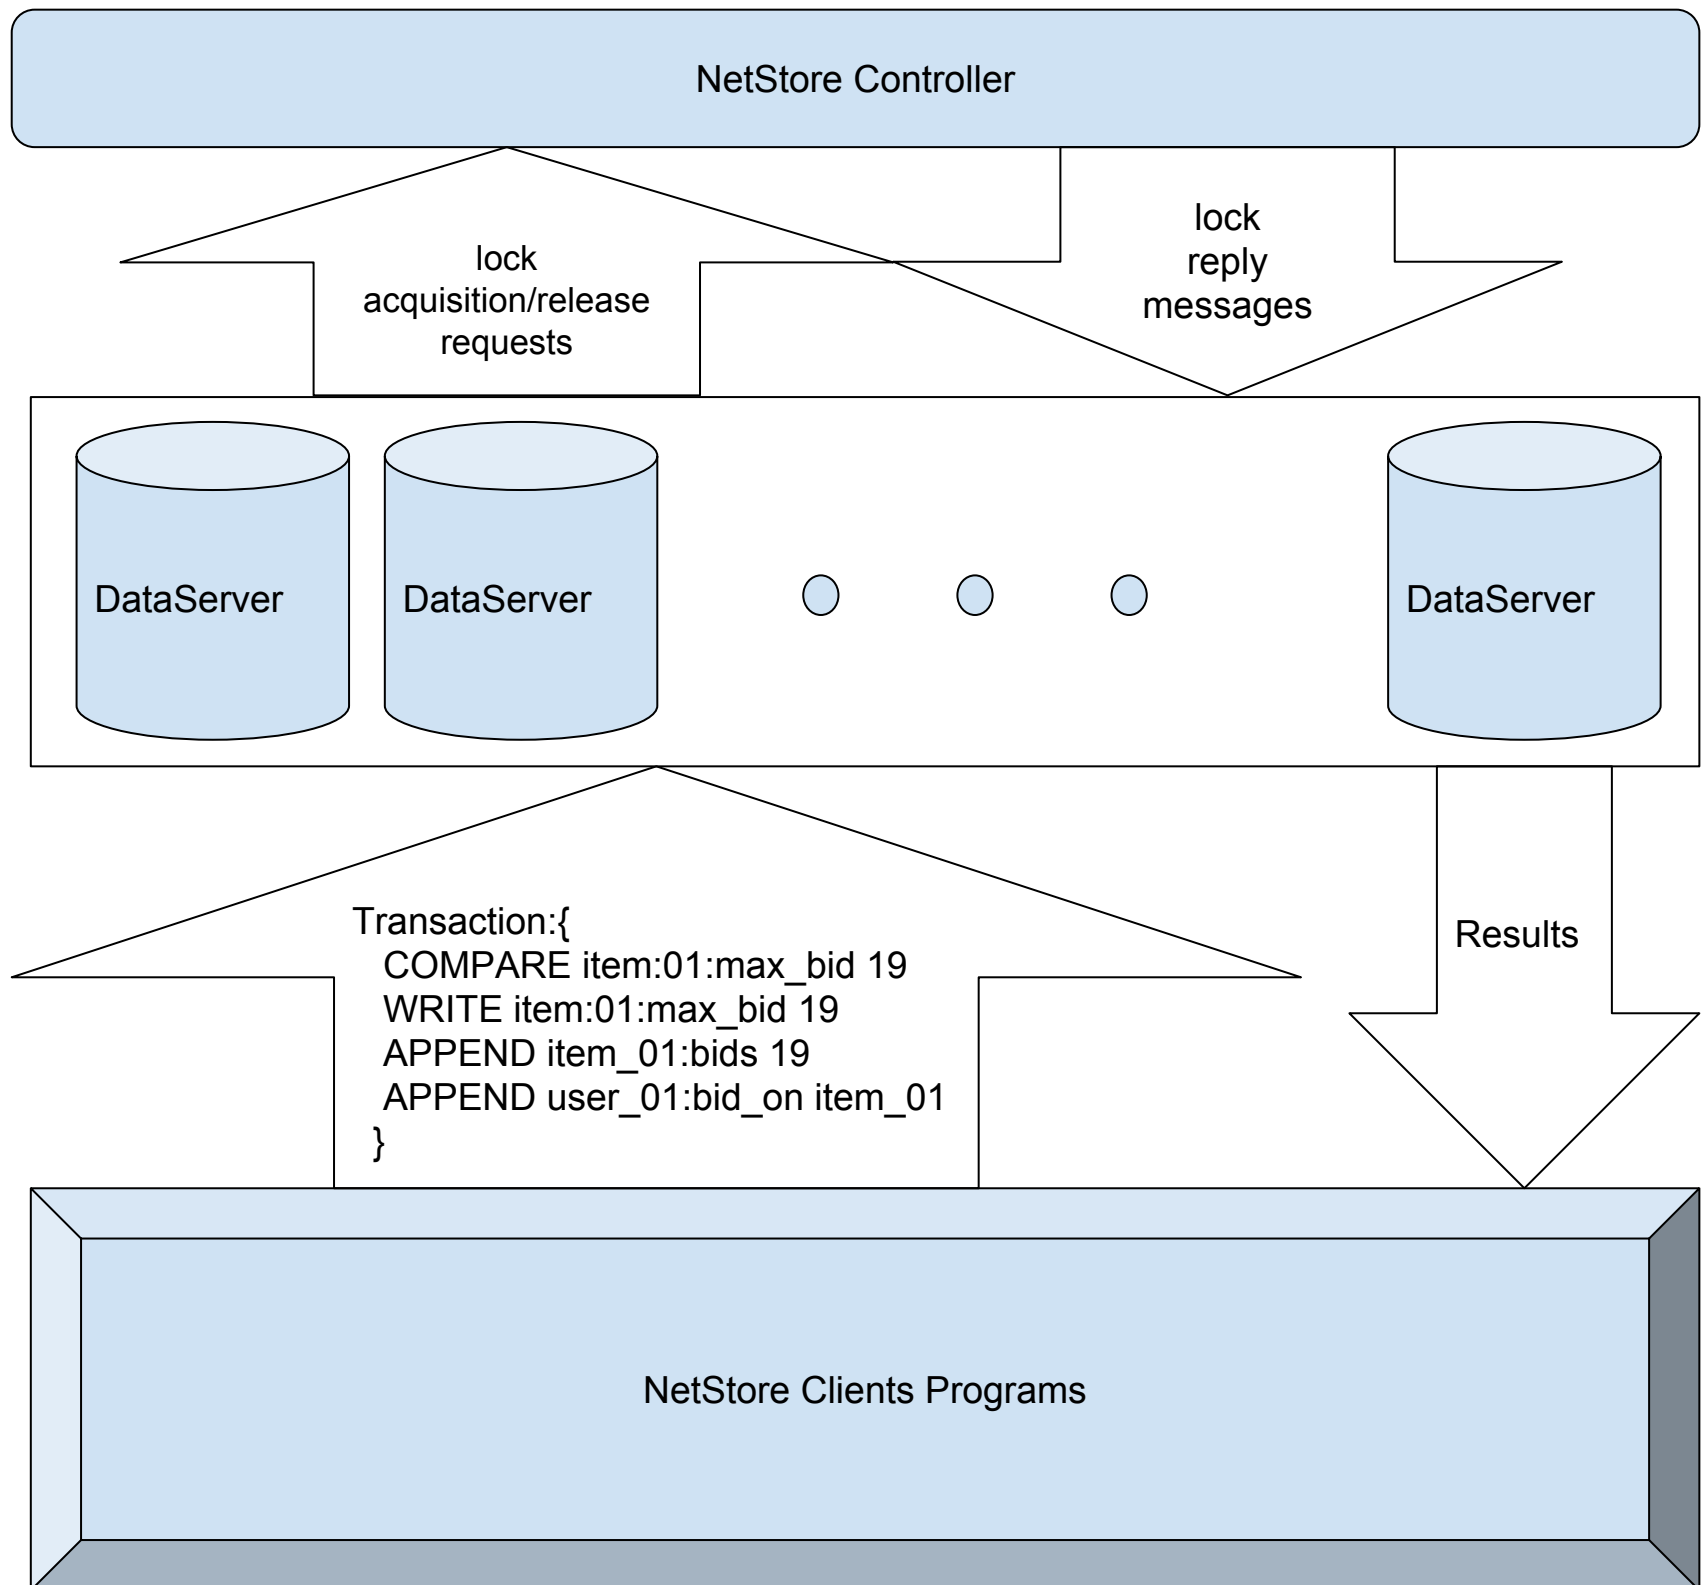 NetStore Controller
lock
acquisition/release
requests
lock
reply
messages
DataServer
DataServer
DataServer
Transaction:{
COMPARE item:01:max_bid 19
WRITE item:01:max_bid 19
APPEND item_01:bids 19
APPEND user_01:bid_on item_01
}
Results
NetStore Clients Programs